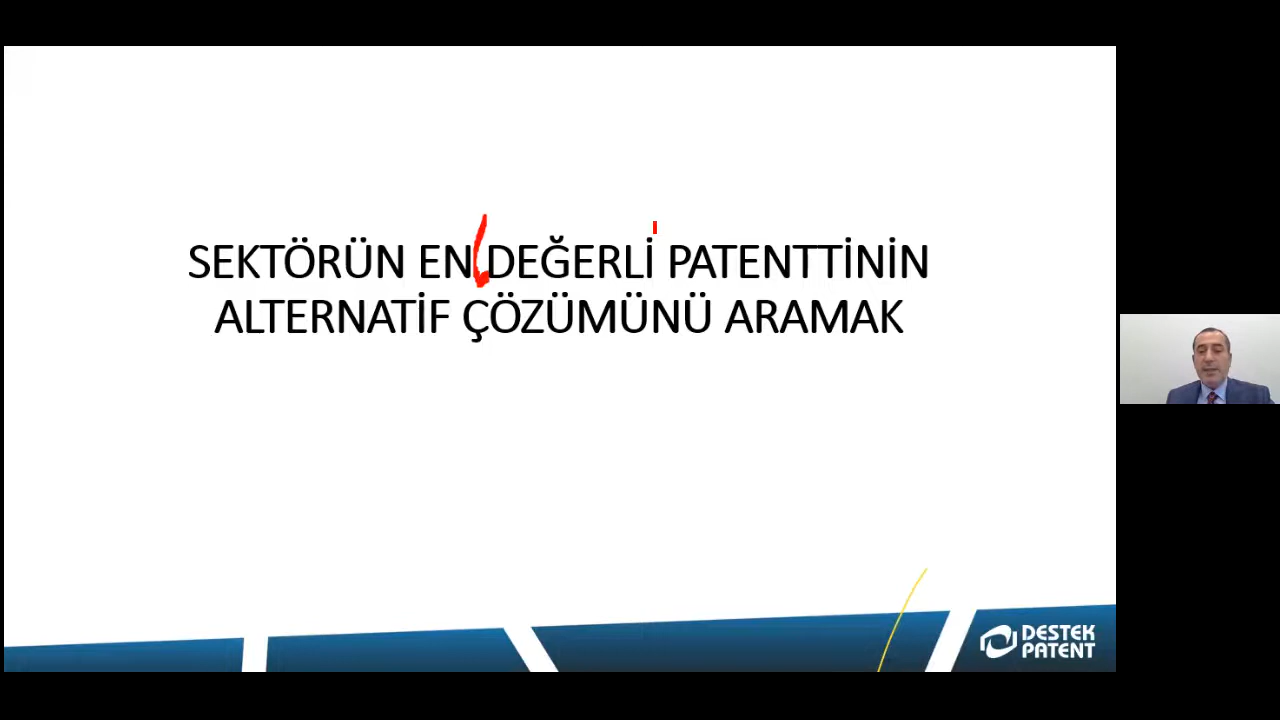 SEKTÖRÜN EN DEĞERLİ PATENTTİNİN
ALTERNATİF ÇÖZÜMÜNÜ ARAMAK
DESTEK
PATENT